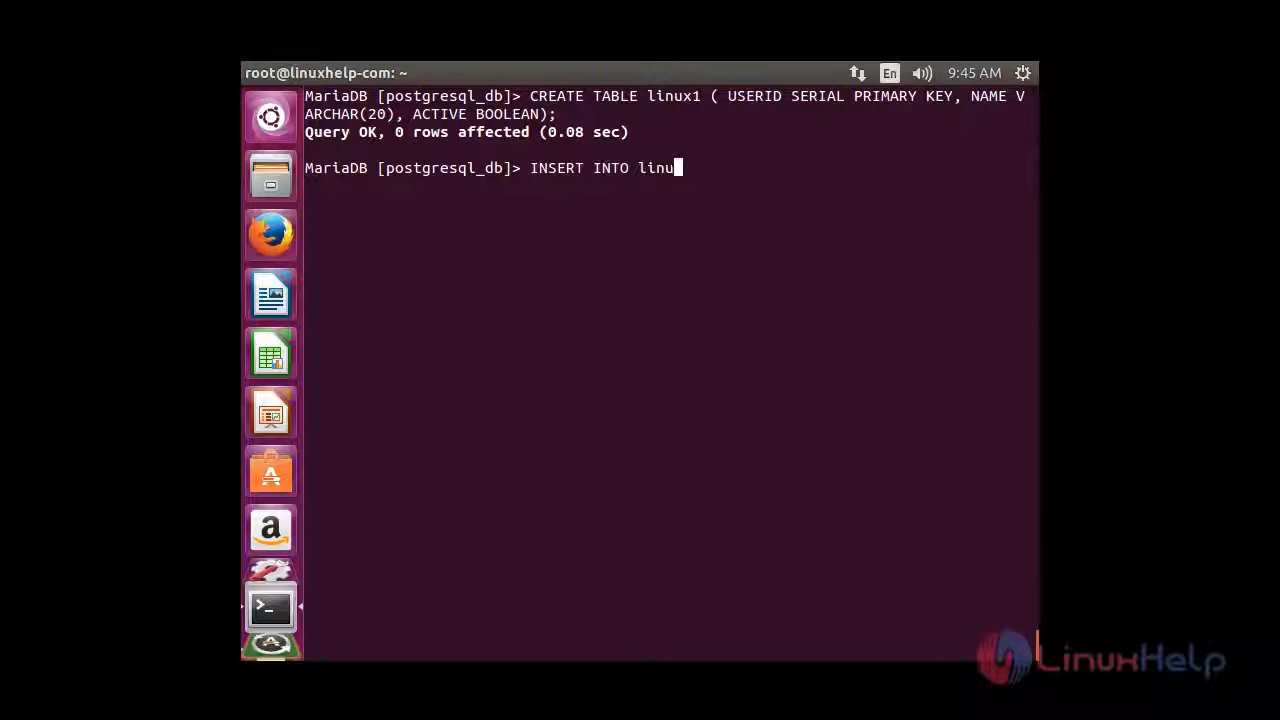 root@linuxhelp-com: ~
En
9:45 AM
MariaDB [postgresql_db]> CREATE TABLE linux1 ( USERID SERIAL PRIMARY KEY, NAME V
ARCHAR(20), ACTIVE BOOLEAN);
Query OK, 0 rows affected (0.08 sec)
MariaDB [postgresql_db]> INSERT INTO linu
LinuxHelp